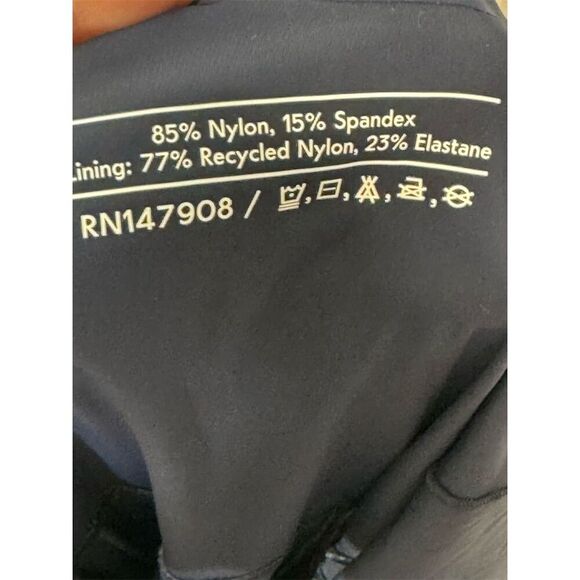 85% Nylon, 15% Spandex
Lining: 77% Recycled Nylon, 23% Elastane
RN147908 /